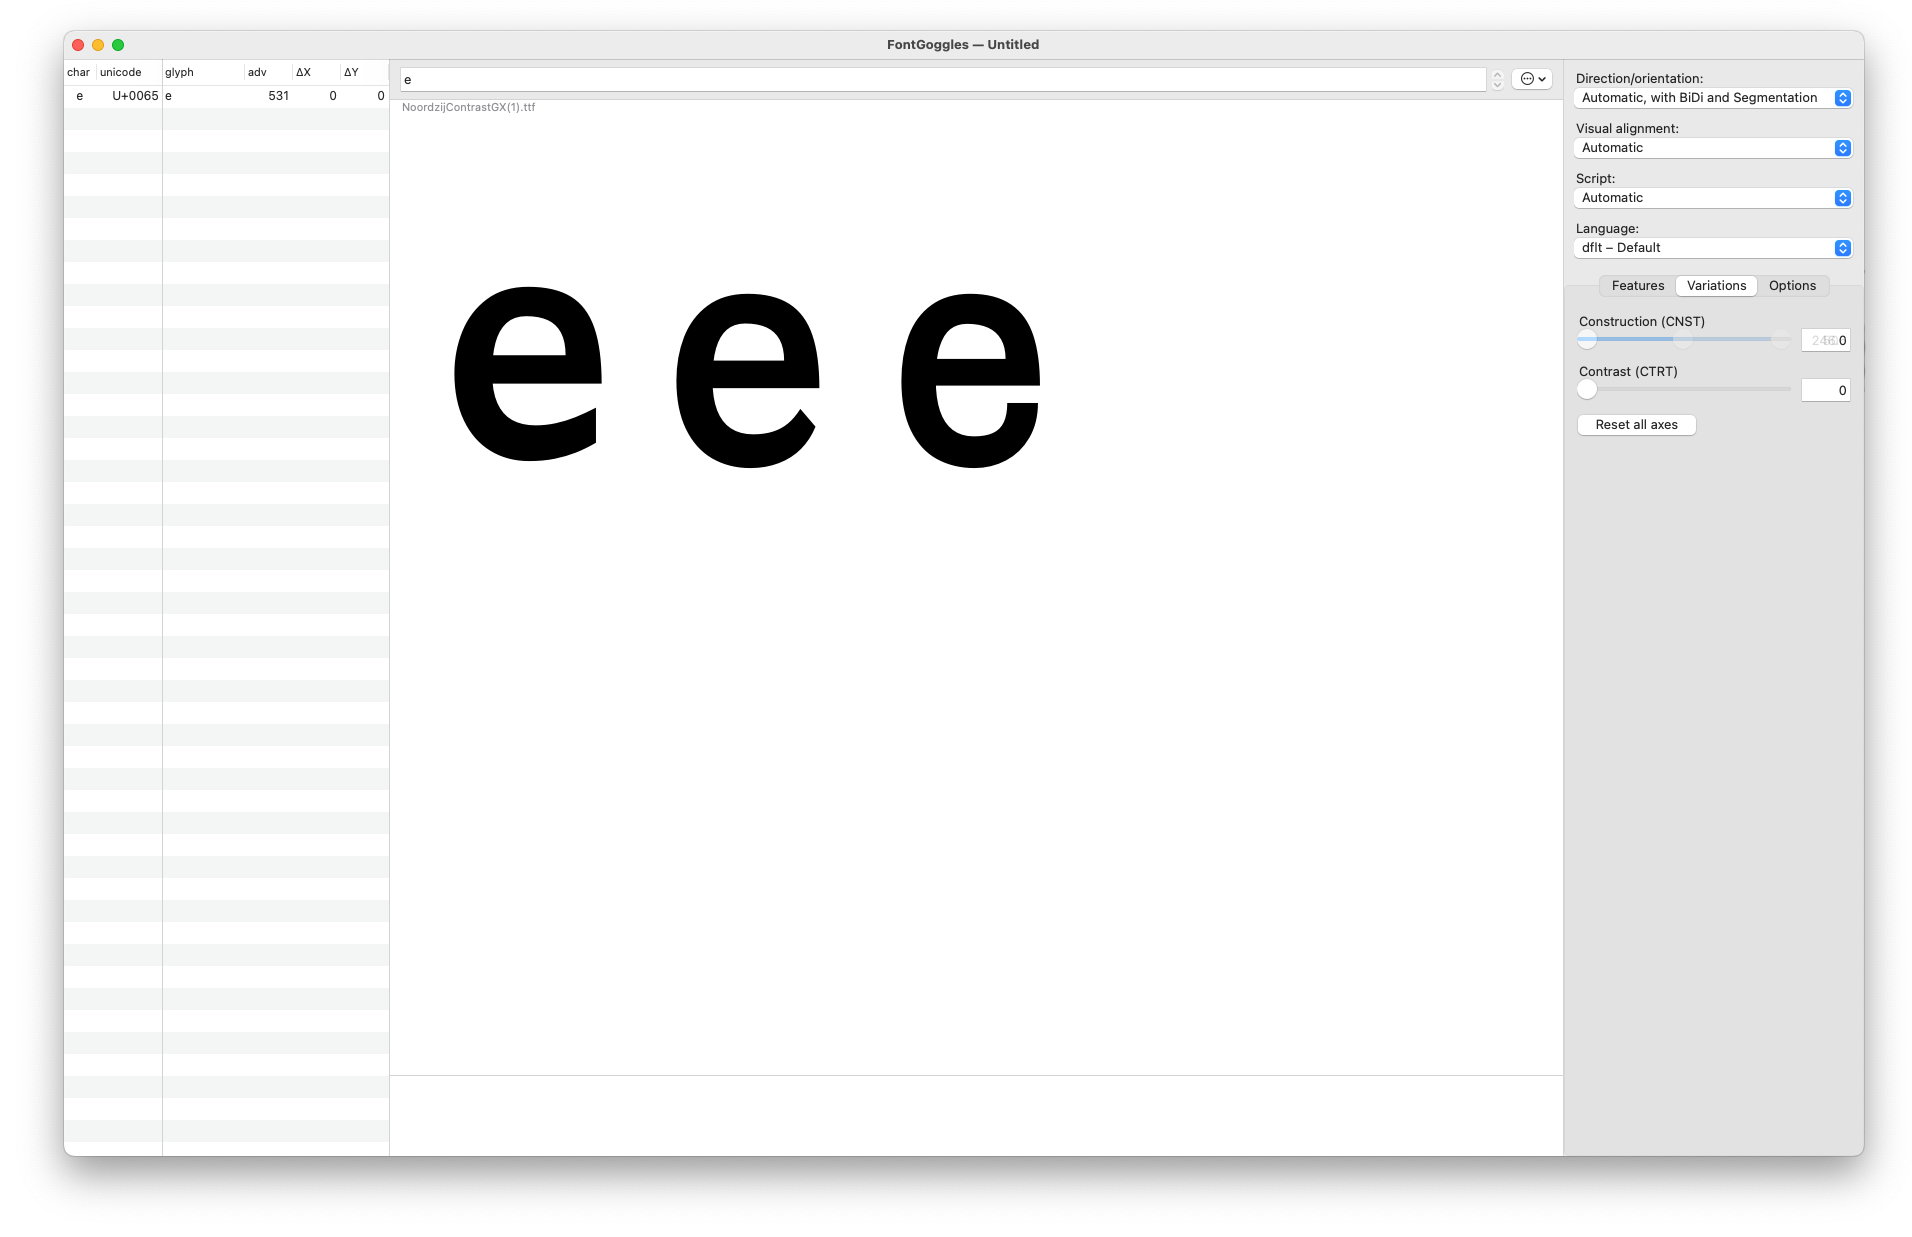 FontGoggles — Untitled
char unicode glyph adv ΔX ΔY
e U+0065 e 531 0 0
e
NoordzijContrastGX(1).ttf
e e e
Direction/orientation:
Automatic, with BiDi and Segmentation
Visual alignment:
Automatic
Script:
Automatic
Language:
dflt – Default
Features Variations Options
Construction (CNST)
0
Contrast (CTRT)
0
Reset all axes